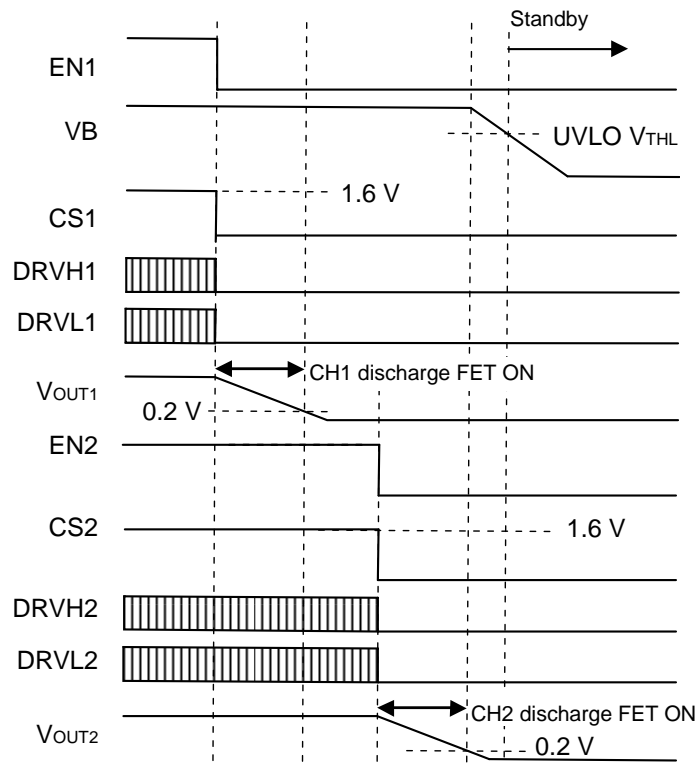 Standby
EN1
VB
UVLO VTHL
1.6 V
CS1
DRVH1
DRVL1
CH1 discharge FET ON
VOUT1
0.2 V
EN2
CS2
1.6 V
DRVH2
DRVL2
CH2 discharge FET ON
VOUT2
0.2 V